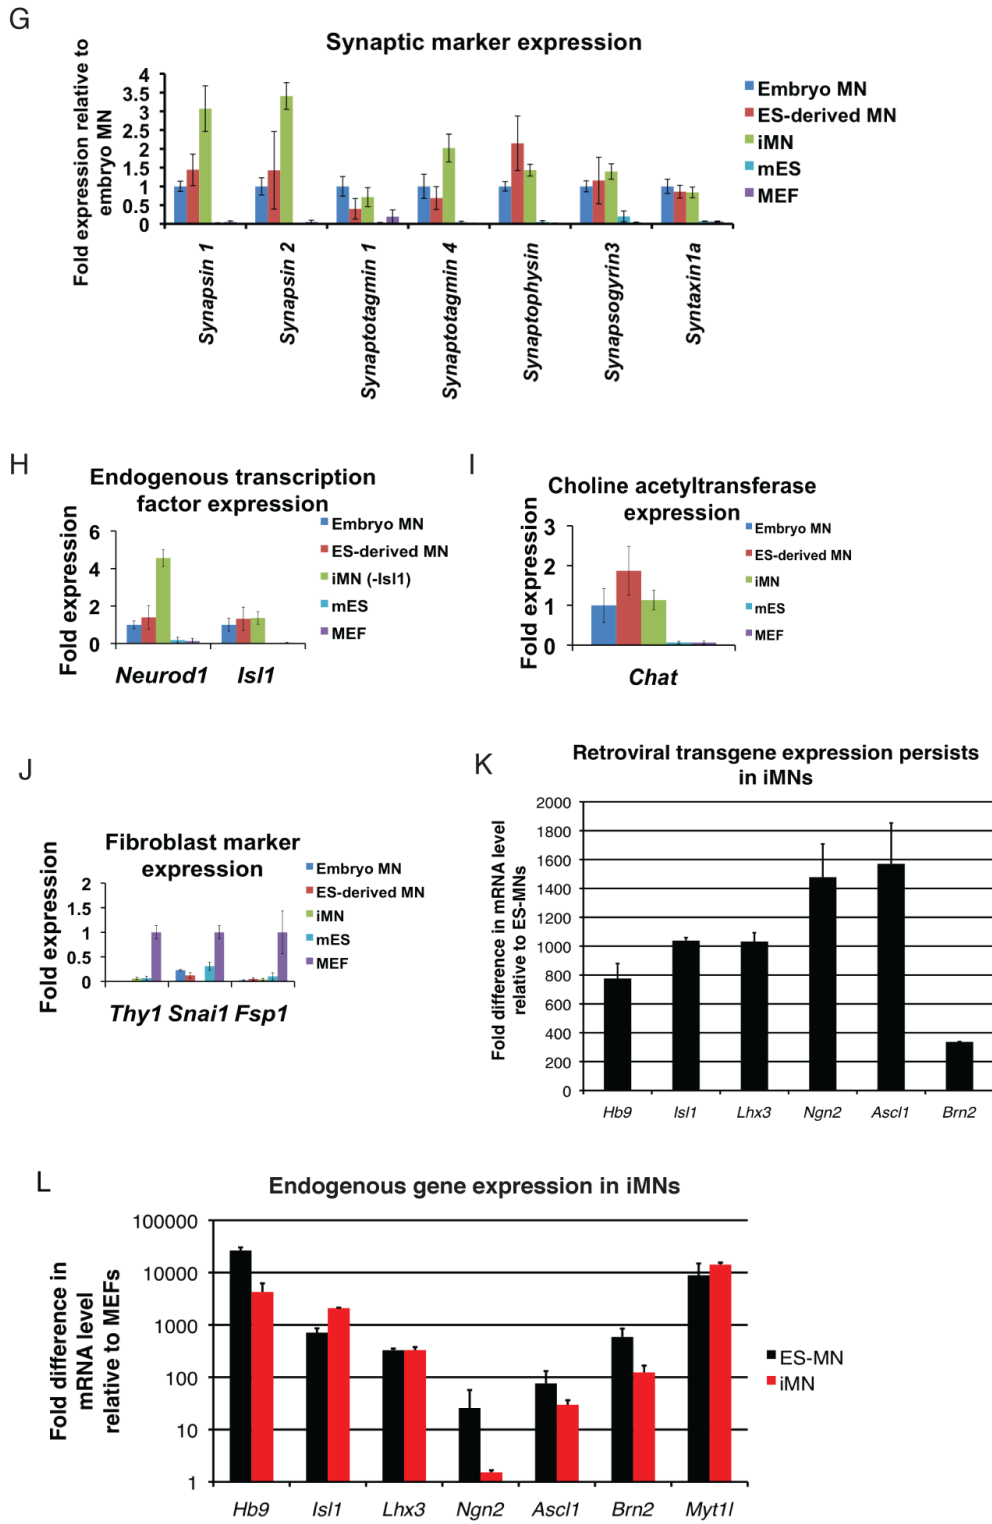 G
Synaptic marker expression
Fold expression relative to
embryo MN
4
3.5
3
2.5
2
1.5
1
0.5
0
Synapsin 1
Synapsin 2
Synaptotagmin 1
Synaptotagmin 4
Synaptophysin
Synapsogyrin3
Syntaxin1a
Embryo MN
ES-derived MN
iMN
mES
MEF
H
Endogenous transcription
factor expression
Fold expression
6
4
2
0
Neurod1 Isl1
Embryo MN
ES-derived MN
iMN (-Isl1)
mES
MEF
I
Choline acetyltransferase
expression
Fold expression
3
2
1
0
Chat
Embryo MN
ES-derived MN
iMN
mES
MEF
J
Fibroblast marker
expression
Fold expression
2
1.5
1
0.5
0
Thy1 Snai1 Fsp1
Embryo MN
ES-derived MN
iMN
mES
MEF
K
Retroviral transgene expression persists
in iMNs
Fold difference in mRNA level
relative to ES-MNs
2000
1800
1600
1400
1200
1000
800
600
400
200
0
Hb9 Isl1 Lhx3 Ngn2 Ascl1 Brn2
L
Endogenous gene expression in iMNs
Fold difference in
mRNA level
relative to MEFs
100000
10000
1000
100
10
1
Hb9 Isl1 Lhx3 Ngn2 Ascl1 Brn2 Myt1l
ES-MN
iMN